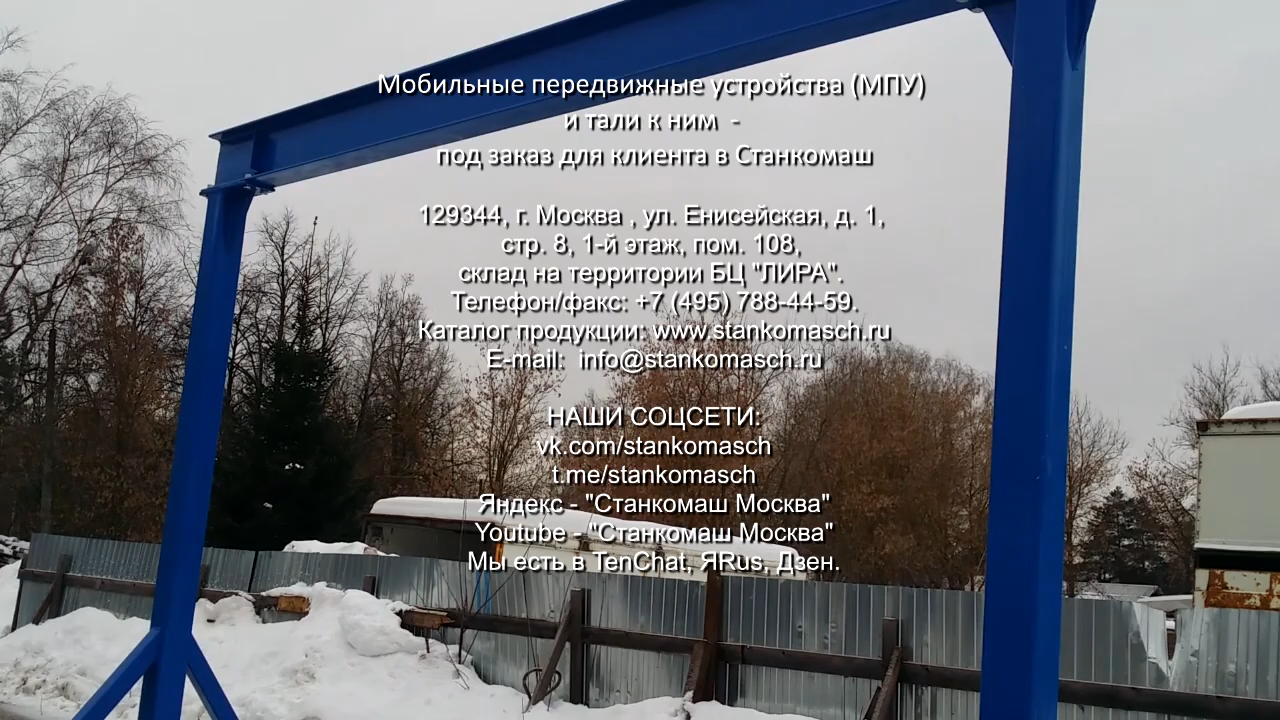 Мобильные передвижные устройства (МПУ)
и тали к ним -
под заказ для клиента в Станкомаш
129344, г. Москва , ул. Енисейская, д. 1,
стр. 8, 1-й этаж, пом. 108,
склад на территории БЦ "ЛИРА".
Телефон/факс: +7 (495) 788-44-59.
Каталог продукции: www.stankomasch.ru
E-mail: info@stankomasch.ru
НАШИ СОЦСЕТИ:
vk.com/stankomasch
t.me/stankomasch
Яндекс - "Станкомаш Москва"
Youtube - "Станкомаш Москва"
Мы есть в TenChat, ЯRus, Дзен.